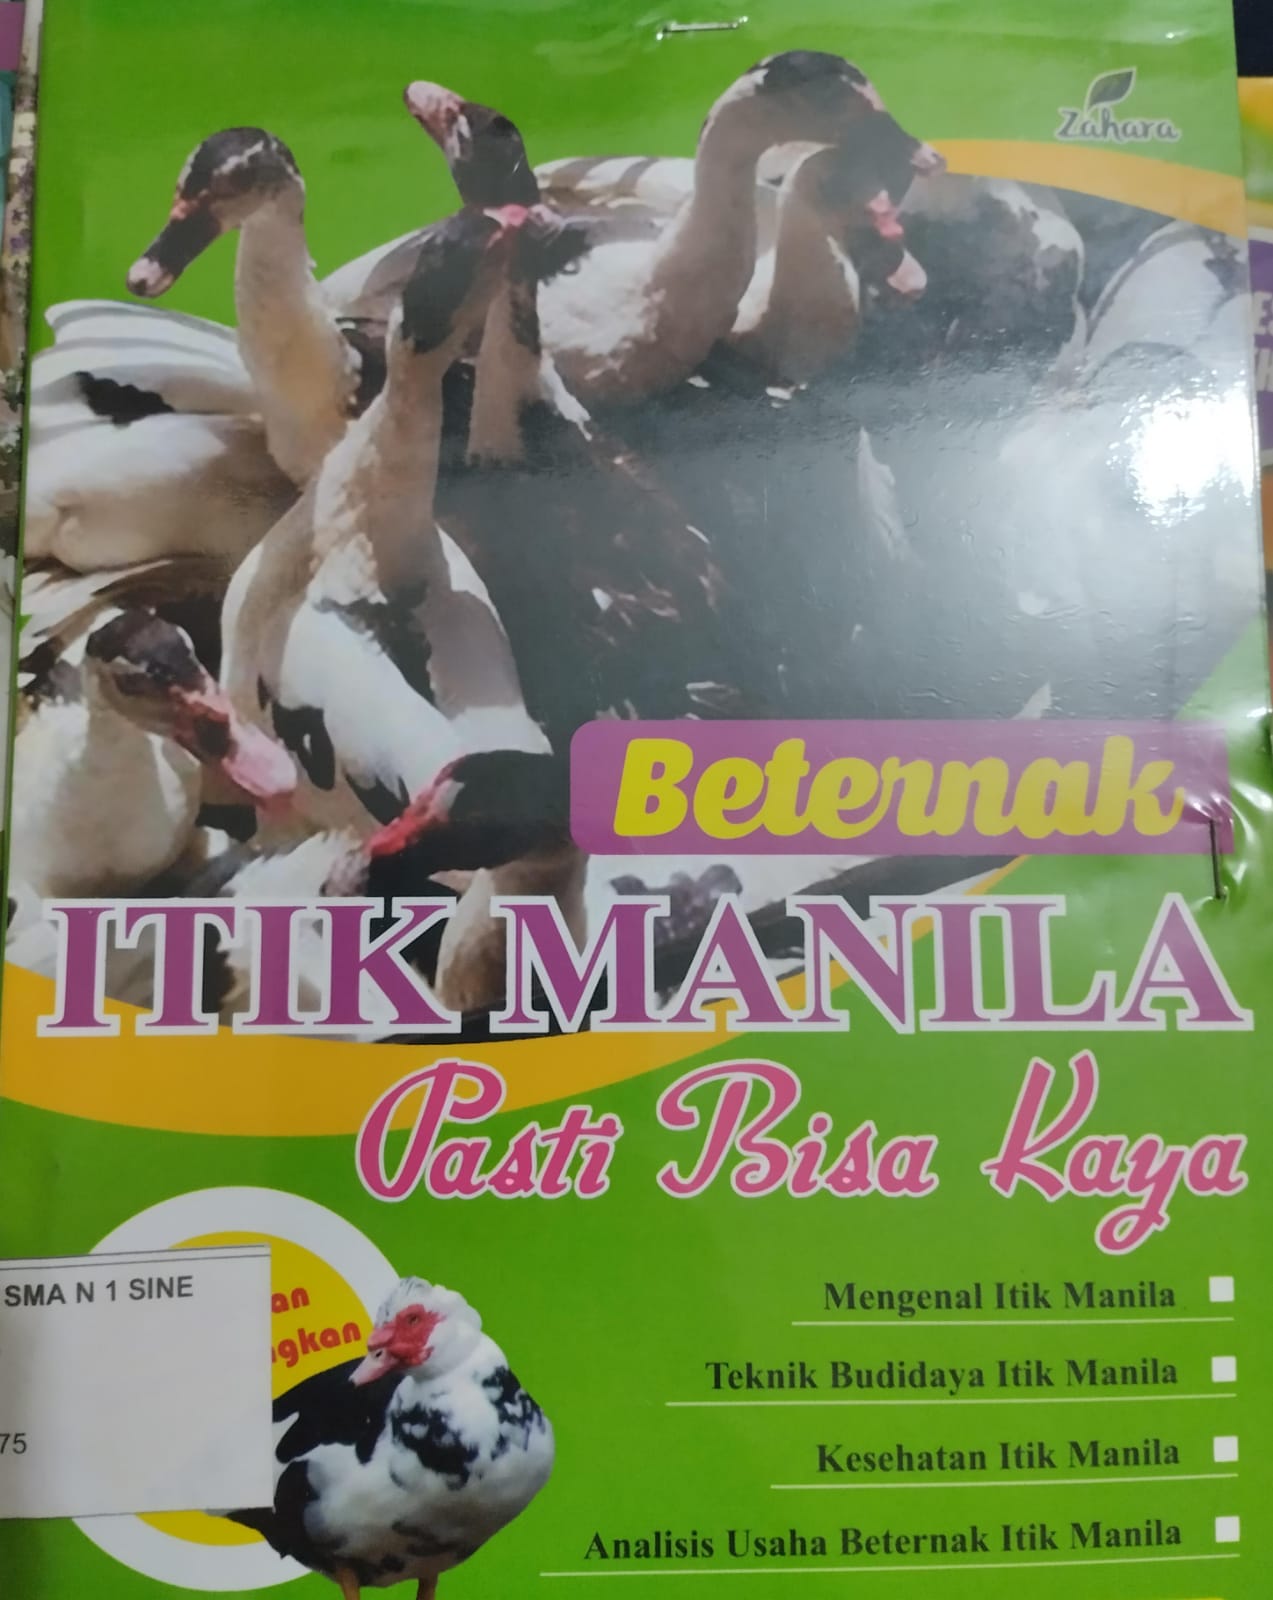 Zahara
Beternak
ITIK MANILA
Pasti Bisa Kaya
SMA N 1 SINE
75
Mengenal Itik Manila
Teknik Budidaya Itik Manila
Kesehatan Itik Manila
Analisis Usaha Beternak Itik Manila